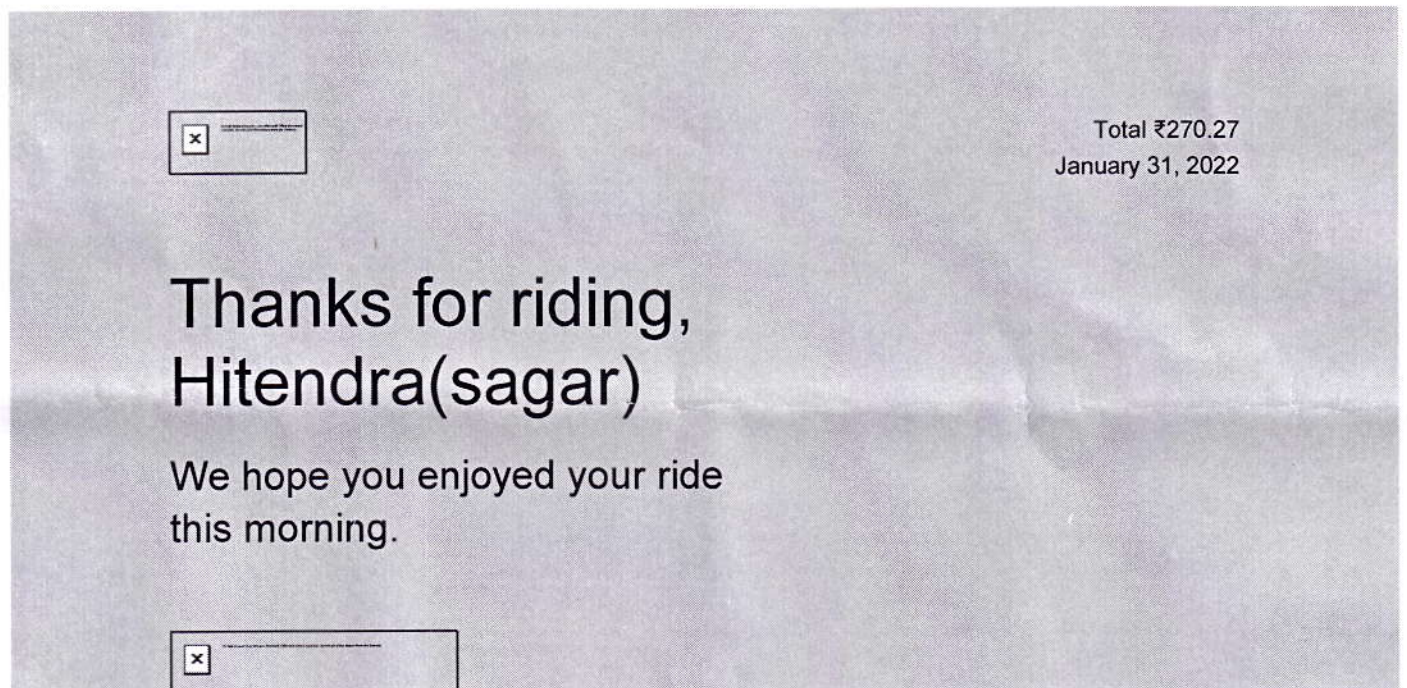 Total ₹270.27
January 31, 2022
Thanks for riding,
Hitendra(sagar)
We hope you enjoyed your ride
this morning.